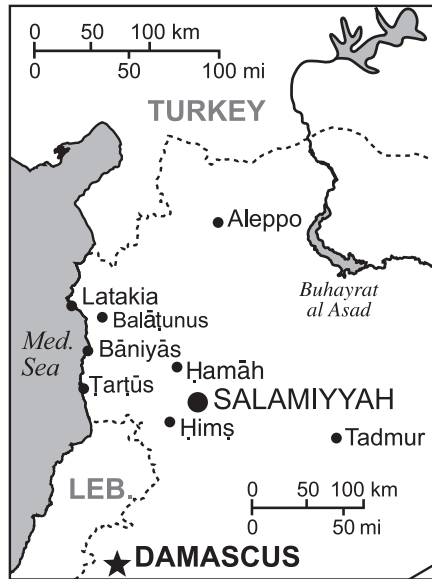 0 50 100 km
0 50 100 mi
TURKEY
Aleppo
Buhayrat
al Asad
Latakia
Balāṭunus
Med.
Sea
Bāniyās
Ḥamāh
Ṭarṭūs
SALAMIYYAH
Ḥimṣ
Tadmur
LEB.
0 50 100 km
0 50 mi
DAMASCUS